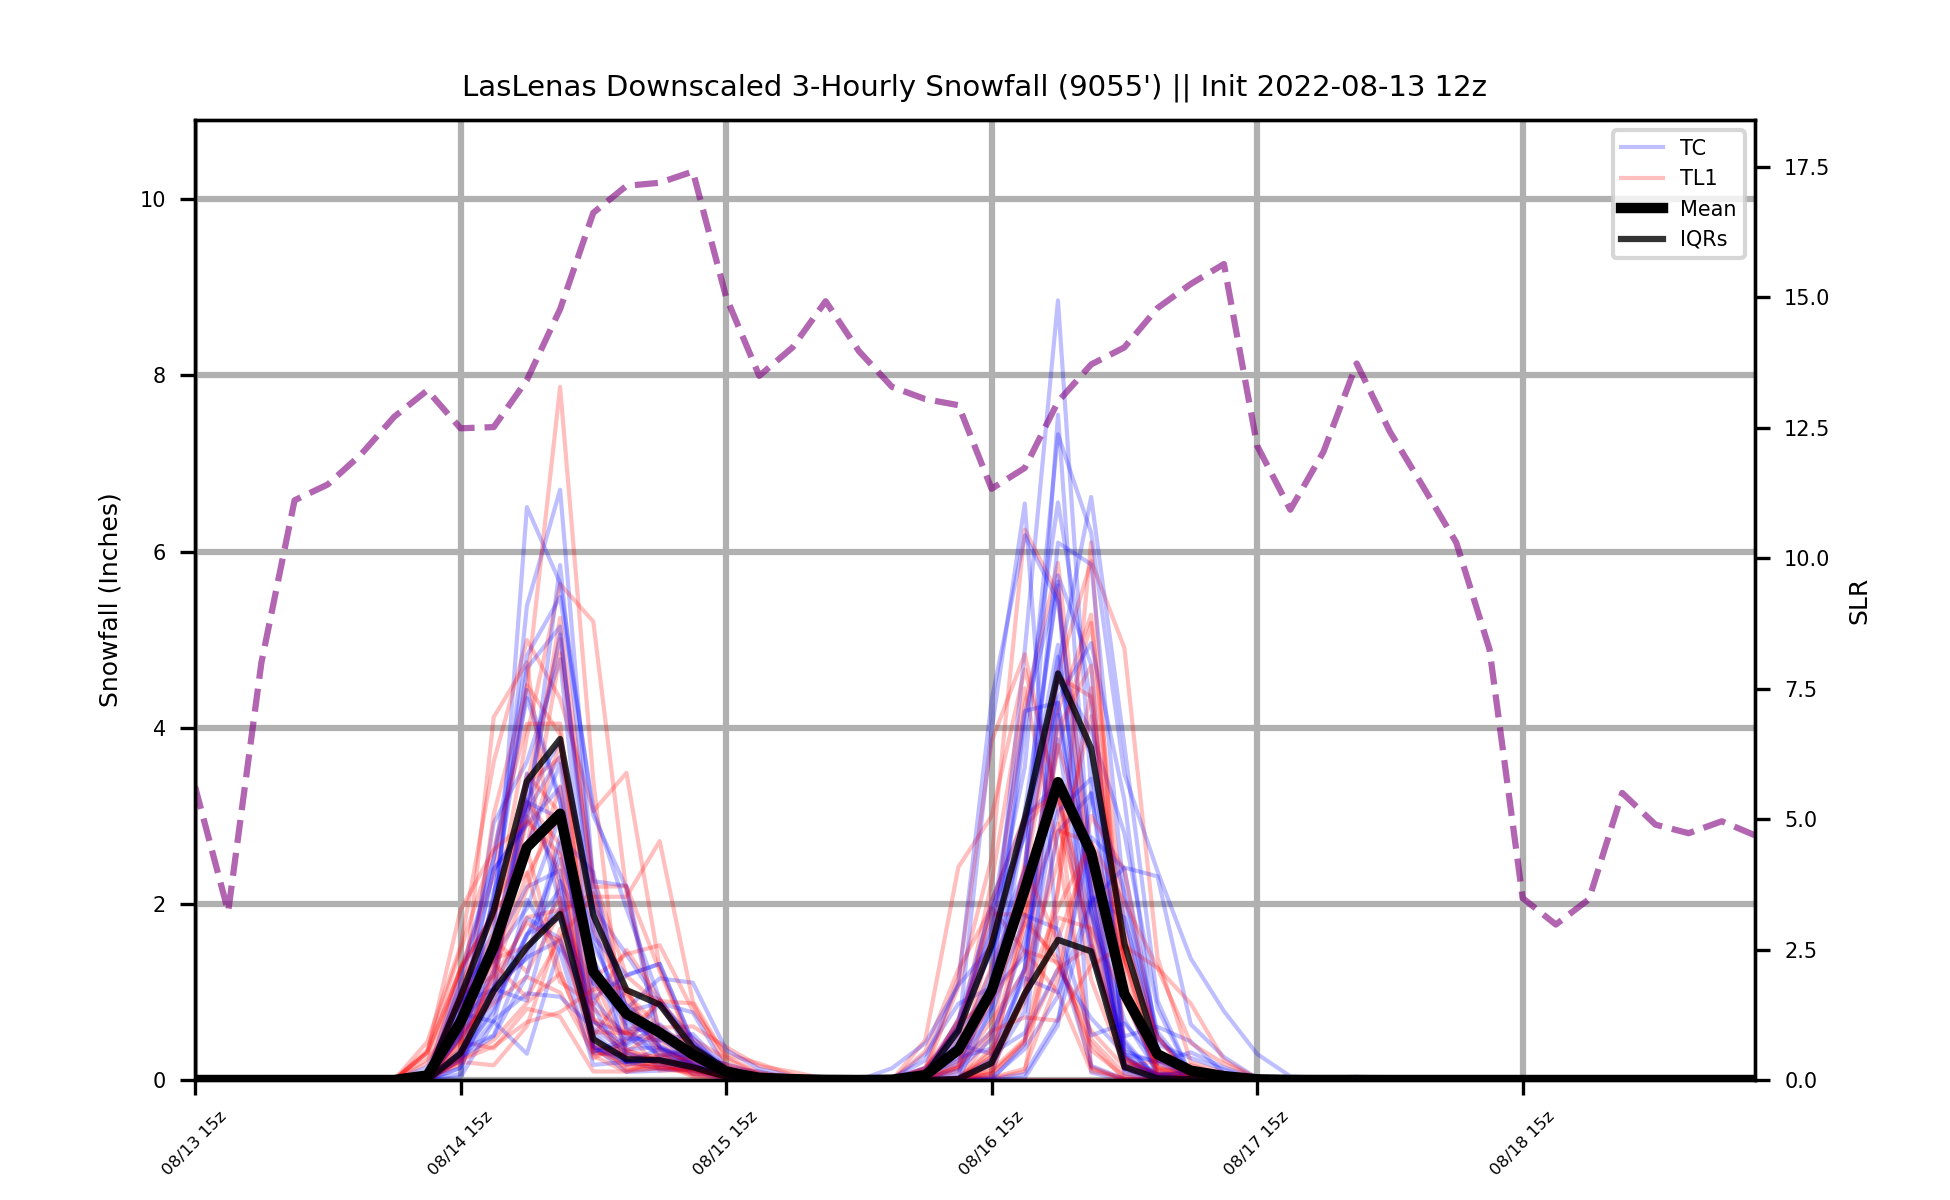 LasLenas Downscaled 3-Hourly Snowfall (9055') || Init 2022-08-13 12z
TC
TL1
Mean
IQRs
Snowfall (Inches)
10
8
6
4
2
0
17.5
15.0
12.5
10.0
7.5
5.0
2.5
0.0
SLR
08/13 15z
08/14 15z
08/15 15z
08/16 15z
08/17 15z
08/18 15z